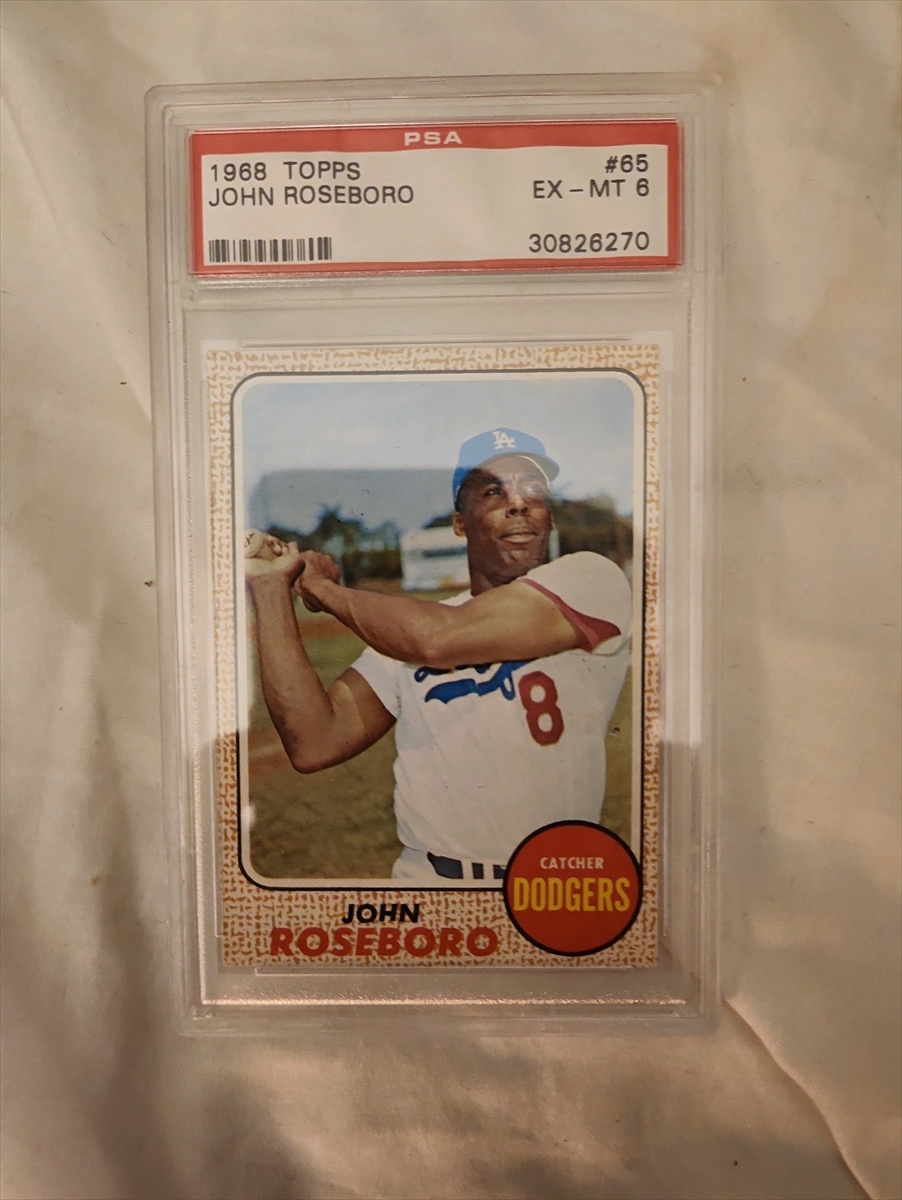 PSA
1968 TOPPS #65
JOHN ROSEBORO EX - MT 6
30826270
LA
8
CATCHER
DODGERS
JOHN
ROSEBORO